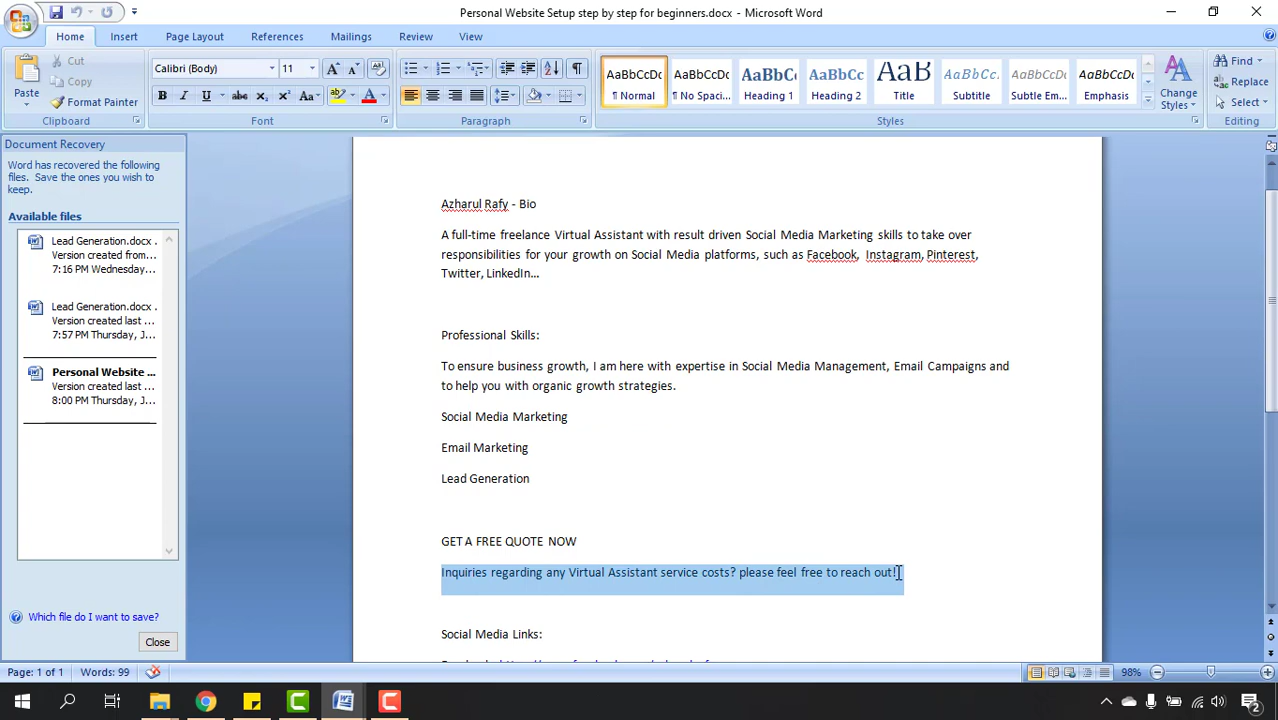 Personal Website Setup step by step for beginners.docx - Microsoft Word
Home
Insert
Page Layout
References
Mailings
Review
View
Paste
Cut
Copy
Format Painter
Clipboard
Calibri (Body)
11
Font
Paragraph
AaBbCcDc
¶ Normal
AaBbCcDc
¶ No Spaci...
AaBbC
Heading 1
AaBbCc
Heading 2
AaB
Title
AaBbCc.
Subtitle
AaBbCcDc
Subtle Em...
AaBbCcDc
Emphasis
Change
Styles
Styles
Find
Replace
Select
Editing
Document Recovery
Word has recovered the following
files. Save the ones you wish to
keep.
Available files
Lead Generation.docx .
Version created from...
7:16 PM Wednesday...
Lead Generation.docx .
Version created last ...
7:57 PM Thursday, J...
Personal Website ...
Version created last ...
8:00 PM Thursday, J...
Which file do I want to save?
Close
Azharul Rafy - Bio
A full-time freelance Virtual Assistant with result driven Social Media Marketing skills to take over
responsibilities for your growth on Social Media platforms, such as Facebook, Instagram, Pinterest,
Twitter, LinkedIn...
Professional Skills:
To ensure business growth, I am here with expertise in Social Media Management, Email Campaigns and
to help you with organic growth strategies.
Social Media Marketing
Email Marketing
Lead Generation
GET A FREE QUOTE NOW
Inquiries regarding any Virtual Assistant service costs? please feel free to reach out!
Social Media Links:
Page: 1 of 1
Words: 99
98%
2